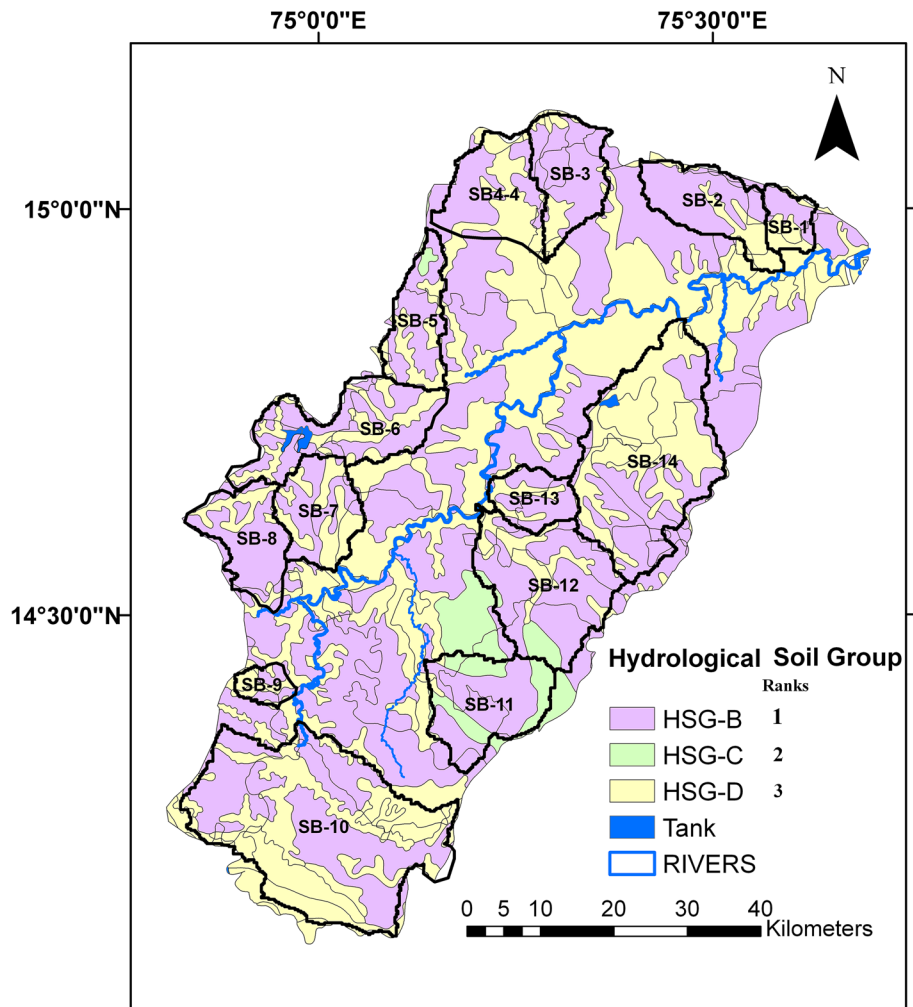 75°0'0"E 75°30'0"E
N
15°0'0"N
SB-3
SB4-4
SB-2
SB-1
SB-5
SB-6
SB-14
SB-13
SB-7
SB-8
SB-12
14°30'0"N
SB-9
SB-11
SB-10
Hydrological Soil Group
Ranks
HSG-B 1
HSG-C 2
HSG-D 3
Tank
RIVERS
0 5 10 20 30 40
Kilometers